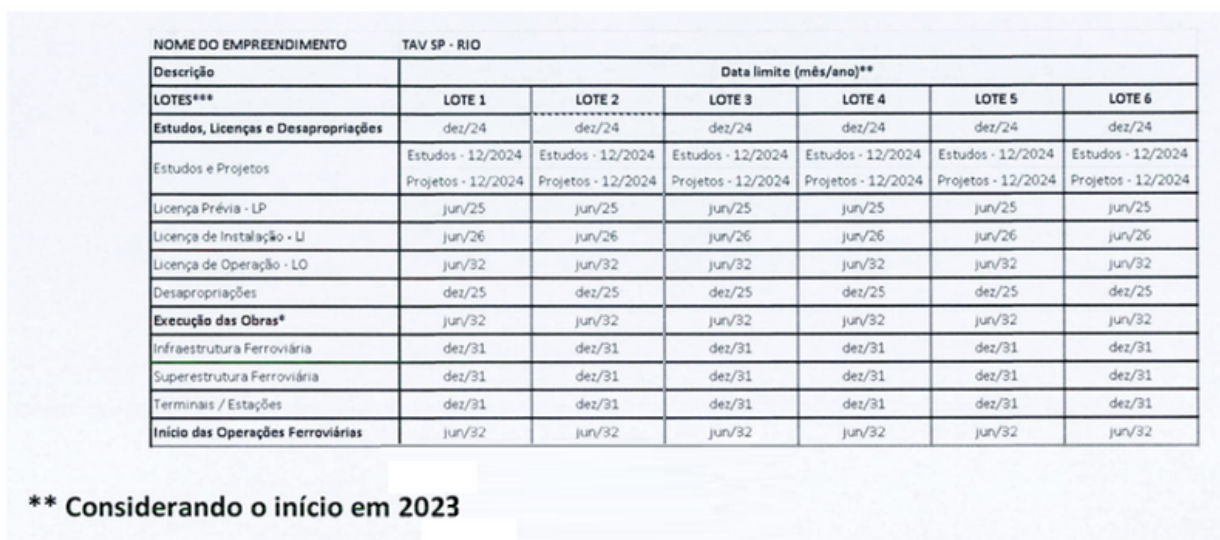 NOME DO EMPREENDIMENTO TAV SP - RIO
Descrição Data limite (mês/ano)**
LOTES*** LOTE 1 LOTE 2 LOTE 3 LOTE 4 LOTE 5 LOTE 6
Estudos, Licenças e Desapropriações dez/24 dez/24 dez/24 dez/24 dez/24 dez/24
Estudos e Projetos Estudos - 12/2024 Estudos - 12/2024 Estudos - 12/2024 Estudos - 12/2024 Estudos - 12/2024 Estudos - 12/2024
Projetos - 12/2024 Projetos - 12/2024 Projetos - 12/2024 Projetos - 12/2024 Projetos - 12/2024 Projetos - 12/2024
Licença Prévia - LP jun/25 jun/25 jun/25 jun/25 jun/25 jun/25
Licença de Instalação - LI jun/26 jun/26 jun/26 jun/26 jun/26 jun/26
Licença de Operação - LO jun/32 jun/32 jun/32 jun/32 jun/32 jun/32
Desapropriações dez/25 dez/25 dez/25 dez/25 dez/25 dez/25
Execução das Obras* jun/32 jun/32 jun/32 jun/32 jun/32 jun/32
Infraestrutura Ferroviária dez/31 dez/31 dez/31 dez/31 dez/31 dez/31
Superestrutura Ferroviária dez/31 dez/31 dez/31 dez/31 dez/31 dez/31
Terminais / Estações dez/31 dez/31 dez/31 dez/31 dez/31 dez/31
Início das Operações Ferroviárias jun/32 jun/32 jun/32 jun/32 jun/32 jun/32
** Considerando o início em 2023